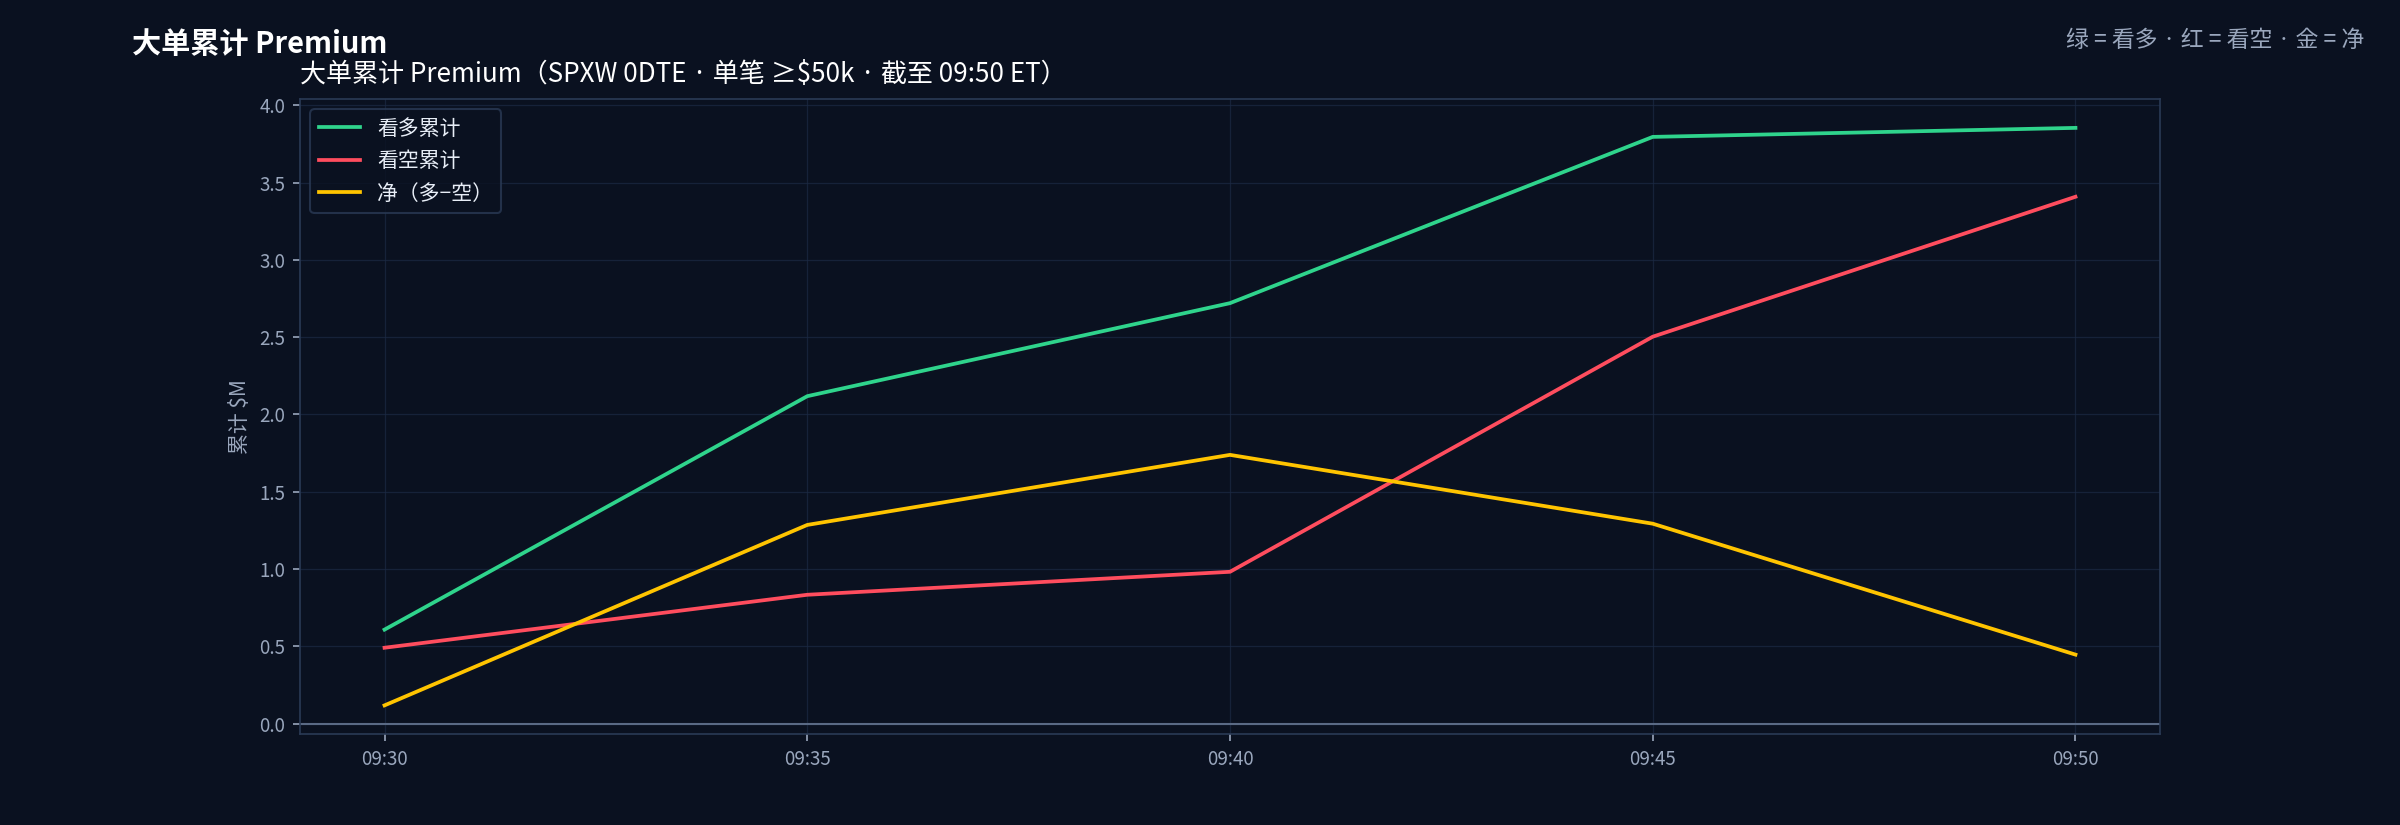 大单累计 Premium
绿 = 看多 · 红 = 看空 · 金 = 净
大单累计 Premium（SPXW 0DTE · 单笔 ≥$50k · 截至 09:50 ET）
看多累计
看空累计
净（多−空）
累计 $M
4.0
3.5
3.0
2.5
2.0
1.5
1.0
0.5
0.0
09:30 09:35 09:40 09:45 09:50